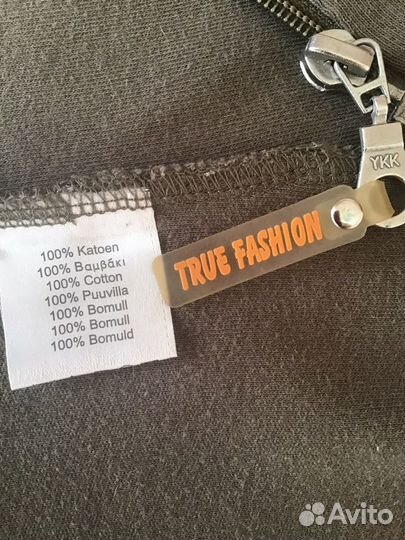 YKK
TRUE FASHION
100% Katoen
100% Βαμβάκι
100% Cotton
100% Puuvilla
100% Bomull
100% Bomull
100% Bomuld
Avito